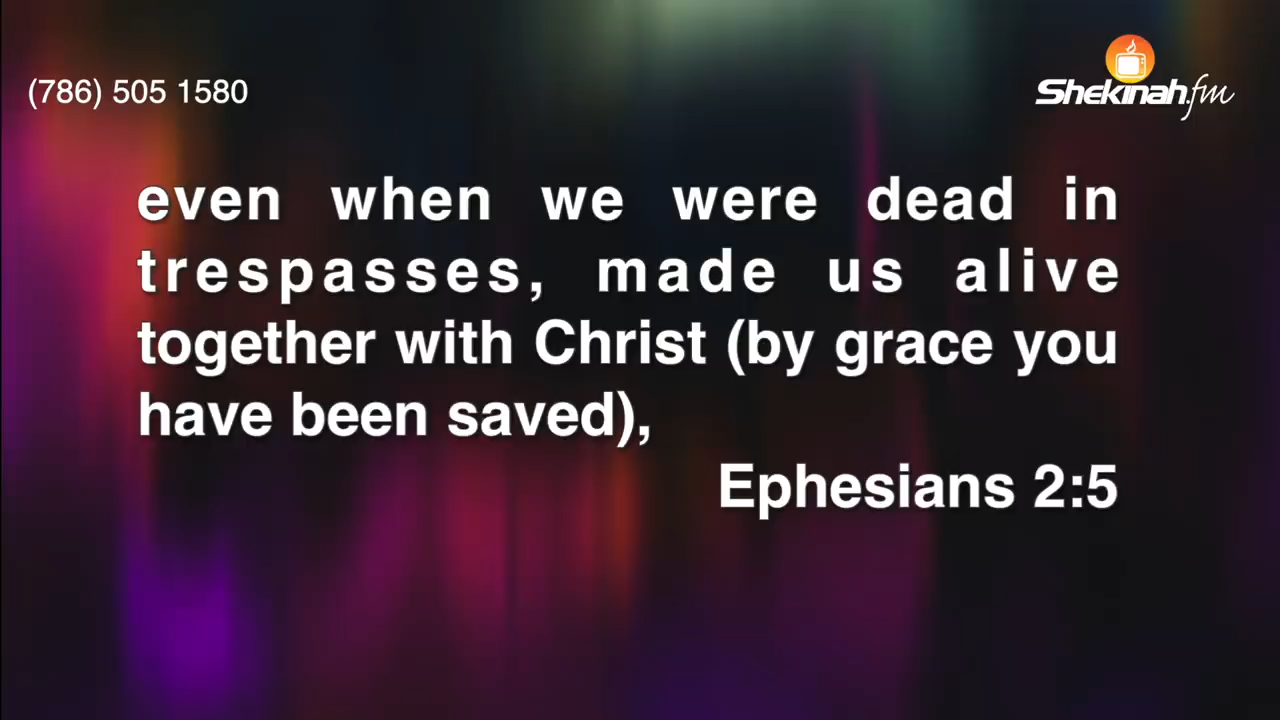 (786) 505 1580
Shekinah.fm
even when we were dead in
trespasses, made us alive
together with Christ (by grace you
have been saved),
Ephesians 2:5